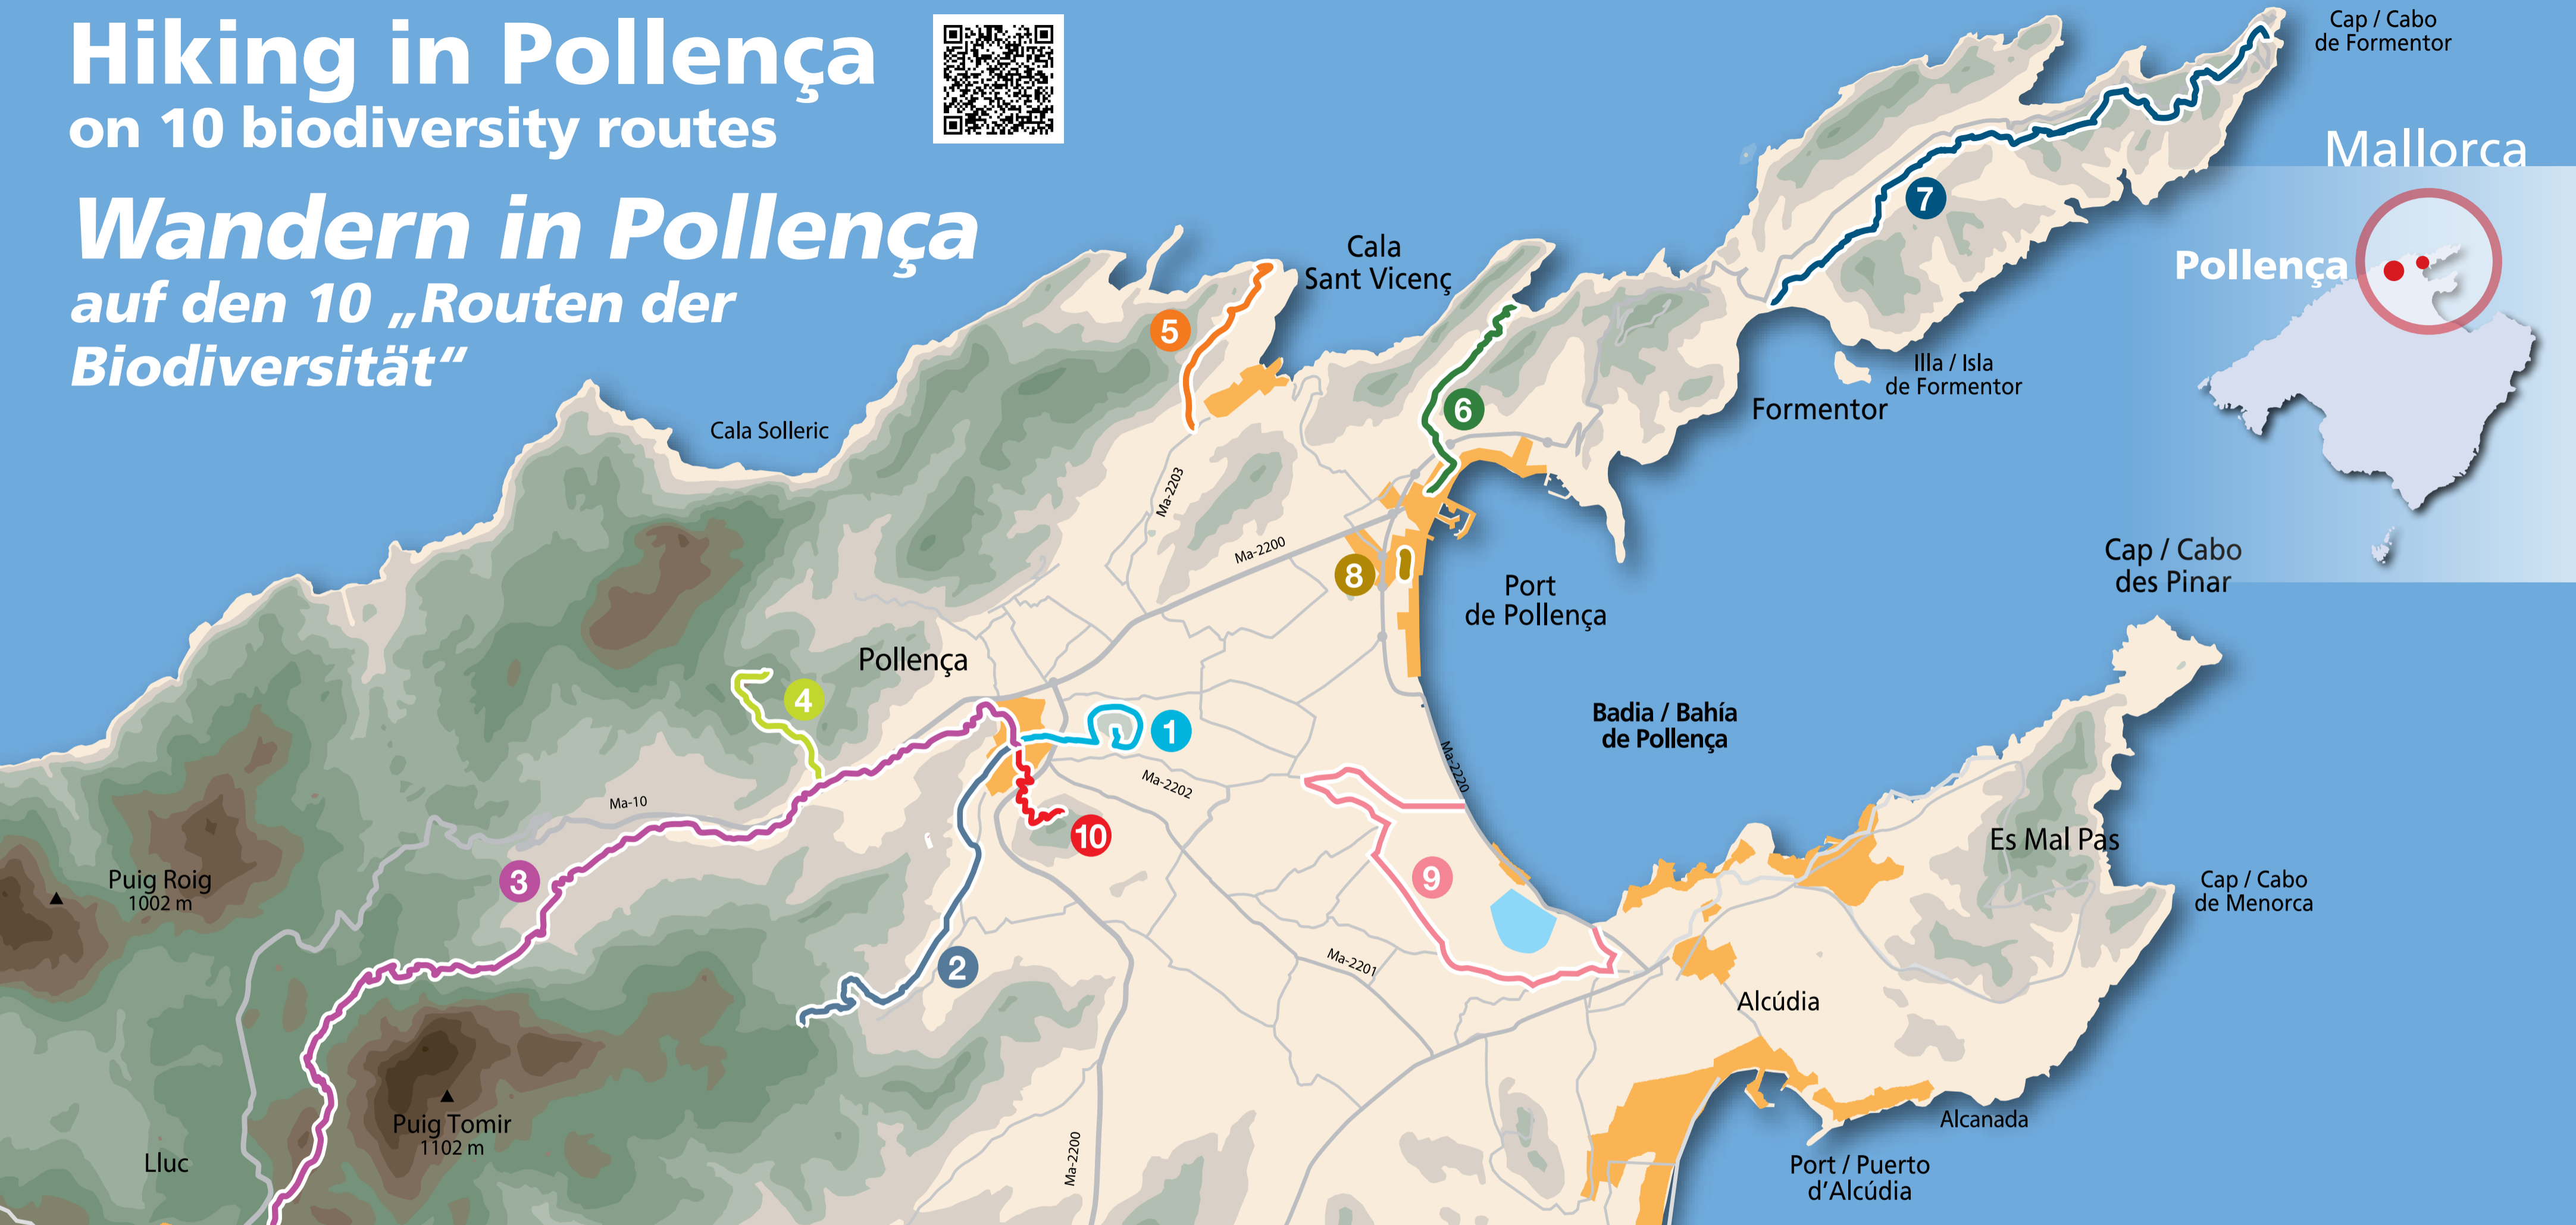 Hiking in Pollença
on 10 biodiversity routes
Wandern in Pollença
auf den 10 „Routen der
Biodiversität“
Cap / Cabo
de Formentor
Mallorca
7
Pollença
Cala
Sant Vicenç
5
Illa / Isla
de Formentor
Formentor
6
Cala Solleric
Ma-2203
Ma-2200
8
Port
de Pollença
Cap / Cabo
des Pinar
Pollença
4
1
Badia / Bahía
de Pollença
Ma-2220
Ma-2202
Ma-10
10
Es Mal Pas
3
9
Puig Roig
1002 m
Cap / Cabo
de Menorca
2
Ma-2201
Alcúdia
Puig Tomir
1102 m
Alcanada
Lluc
Ma-2200
Port / Puerto
d'Alcúdia